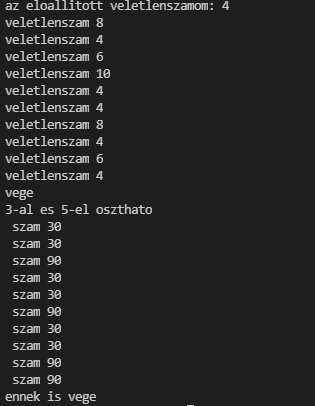 az eloallitott veletlenszamom: 4
veletlenszam 8
veletlenszam 4
veletlenszam 6
veletlenszam 10
veletlenszam 4
veletlenszam 4
veletlenszam 8
veletlenszam 4
veletlenszam 6
veletlenszam 4
vege
3-al es 5-el oszthato
szam 30
szam 30
szam 90
szam 30
szam 30
szam 90
szam 30
szam 30
szam 90
szam 90
ennek is vege